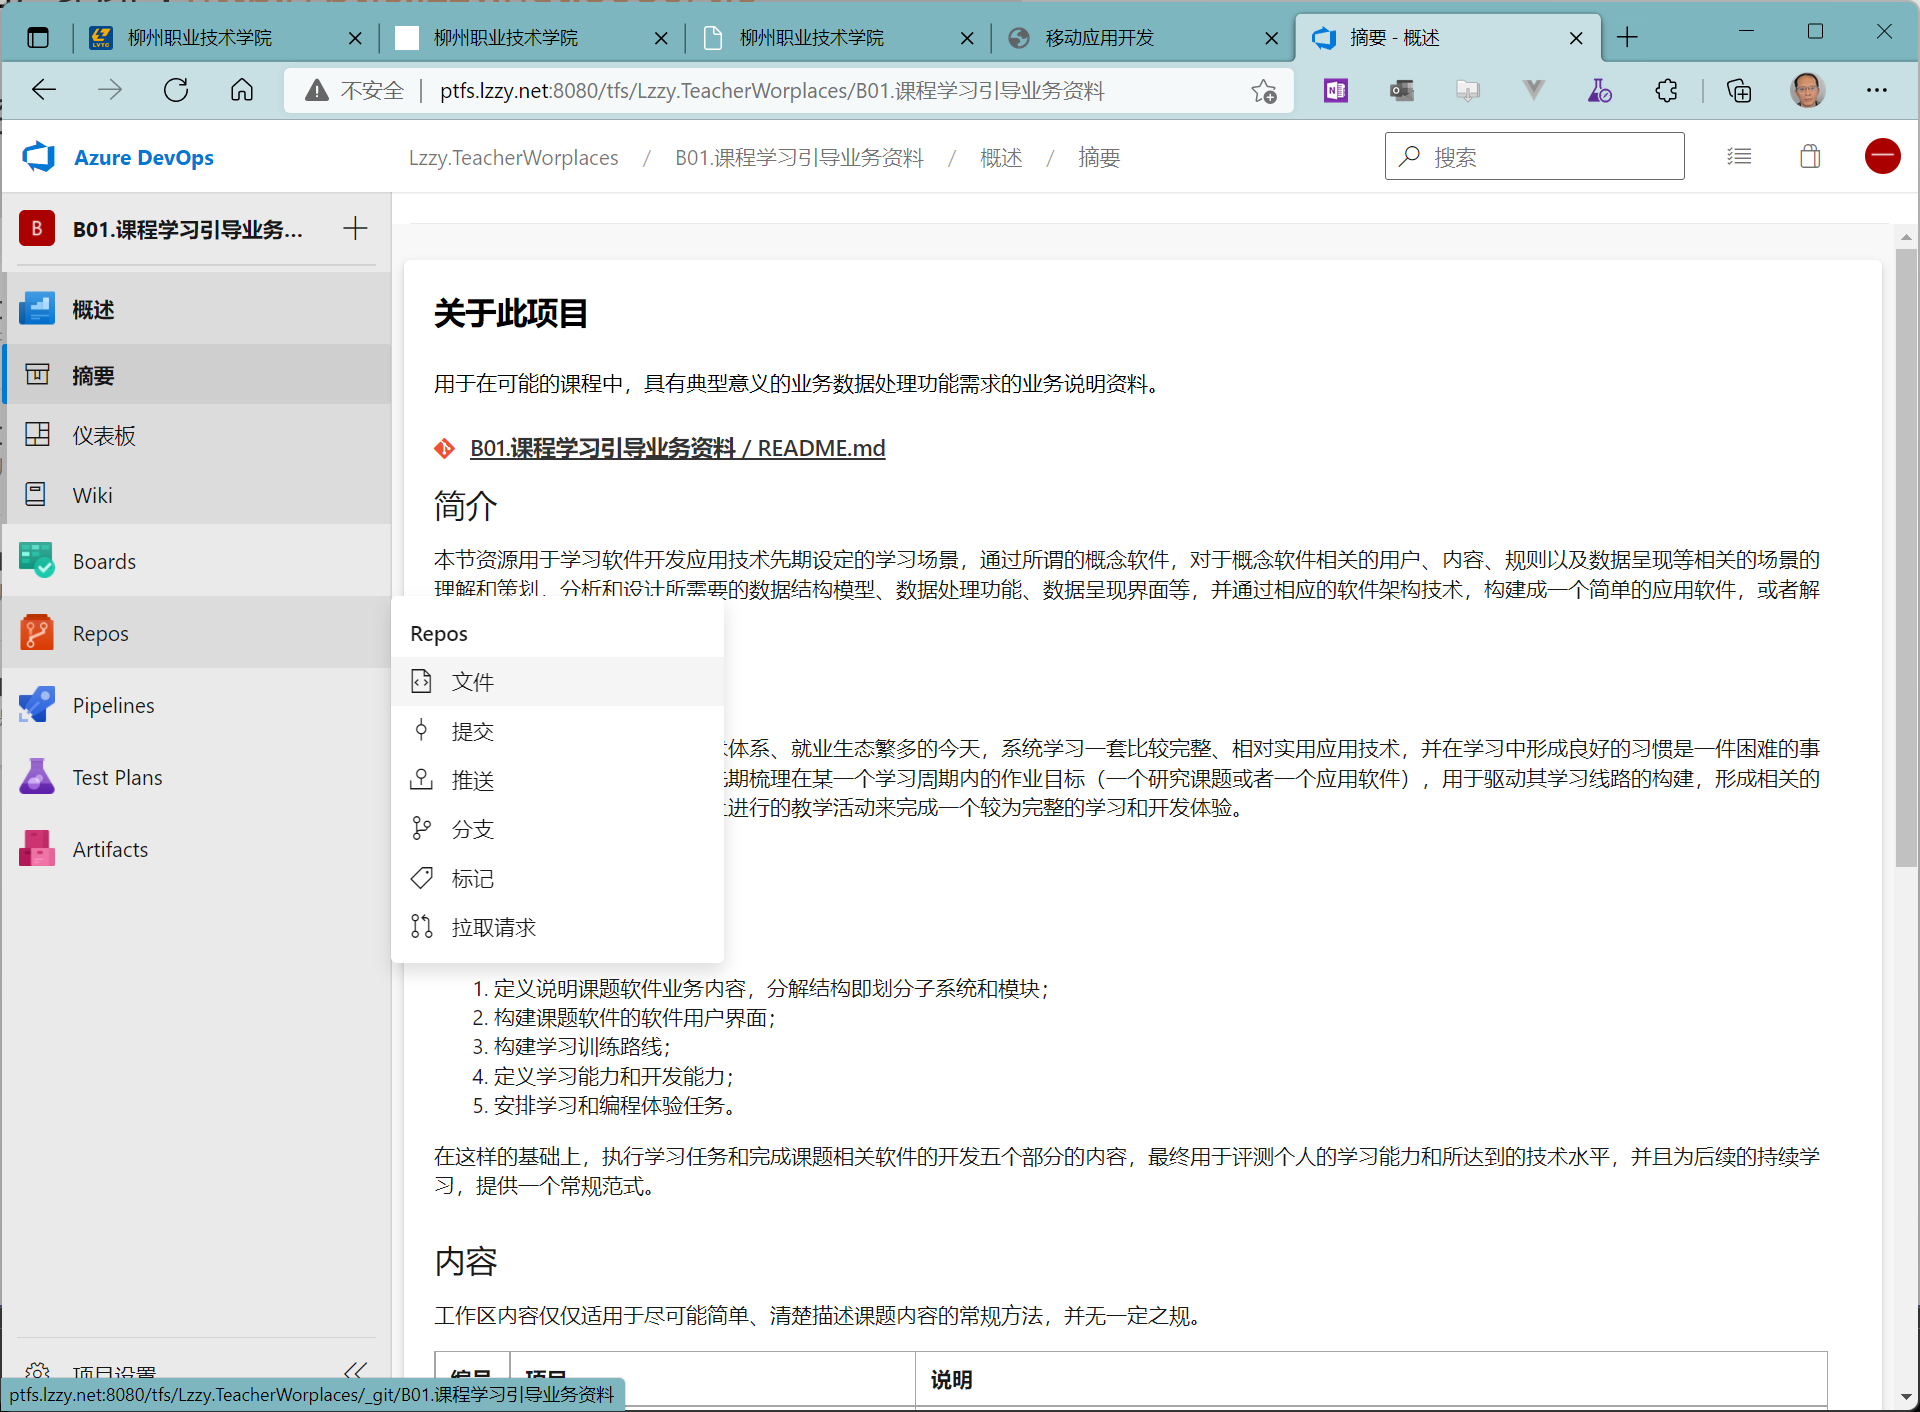 柳州职业技术学院
柳州职业技术学院
柳州职业技术学院
移动应用开发
摘要 - 概述
不安全 | ptfs.lzzy.net:8080/tfs/Lzzy.TeacherWorplaces/B01.课程学习引导业务资料
Azure DevOps
Lzzy.TeacherWorplaces / B01.课程学习引导业务资料 / 概述 / 摘要
搜索
B
B01.课程学习引导业务...
概述
摘要
仪表板
Wiki
Boards
Repos
Pipelines
Test Plans
Artifacts
项目设置
Repos
文件
提交
推送
分支
标记
拉取请求
关于此项目
用于在可能的课程中，具有典型意义的业务数据处理功能需求的业务说明资料。
B01.课程学习引导业务资料 / README.md
简介
本节资源用于学习软件开发应用技术先期设定的学习场景，通过所谓的概念软件，对于概念软件相关的用户、内容、规则以及数据呈现等相关的场景的
理解和策划，分析和设计所需要的数据结构模型、数据处理功能、数据呈现界面等，并通过相应的软件架构技术，构建成一个简单的应用软件，或者解
体系、就业生态繁多的今天，系统学习一套比较完整、相对实用应用技术，并在学习中形成良好的习惯是一件困难的事
期梳理在某一个学习周期内的作业目标（一个研究课题或者一个应用软件），用于驱动其学习线路的构建，形成相关的
进行的教学活动来完成一个较为完整的学习和开发体验。
1. 定义说明课题软件业务内容，分解结构即划分子系统和模块；
2. 构建课题软件的软件用户界面；
3. 构建学习训练路线；
4. 定义学习能力和开发能力；
5. 安排学习和编程体验任务。
在这样的基础上，执行学习任务和完成课题相关软件的开发五个部分的内容，最终用于评测个人的学习能力和所达到的技术水平，并且为后续的持续学
习，提供一个常规范式。
内容
工作区内容仅仅适用于尽可能简单、清楚描述课题内容的常规方法，并无一定之规。
编号 项目 说明
ptfs.lzzy.net:8080/tfs/Lzzy.TeacherWorplaces/_git/B01.课程学习引导业务资料